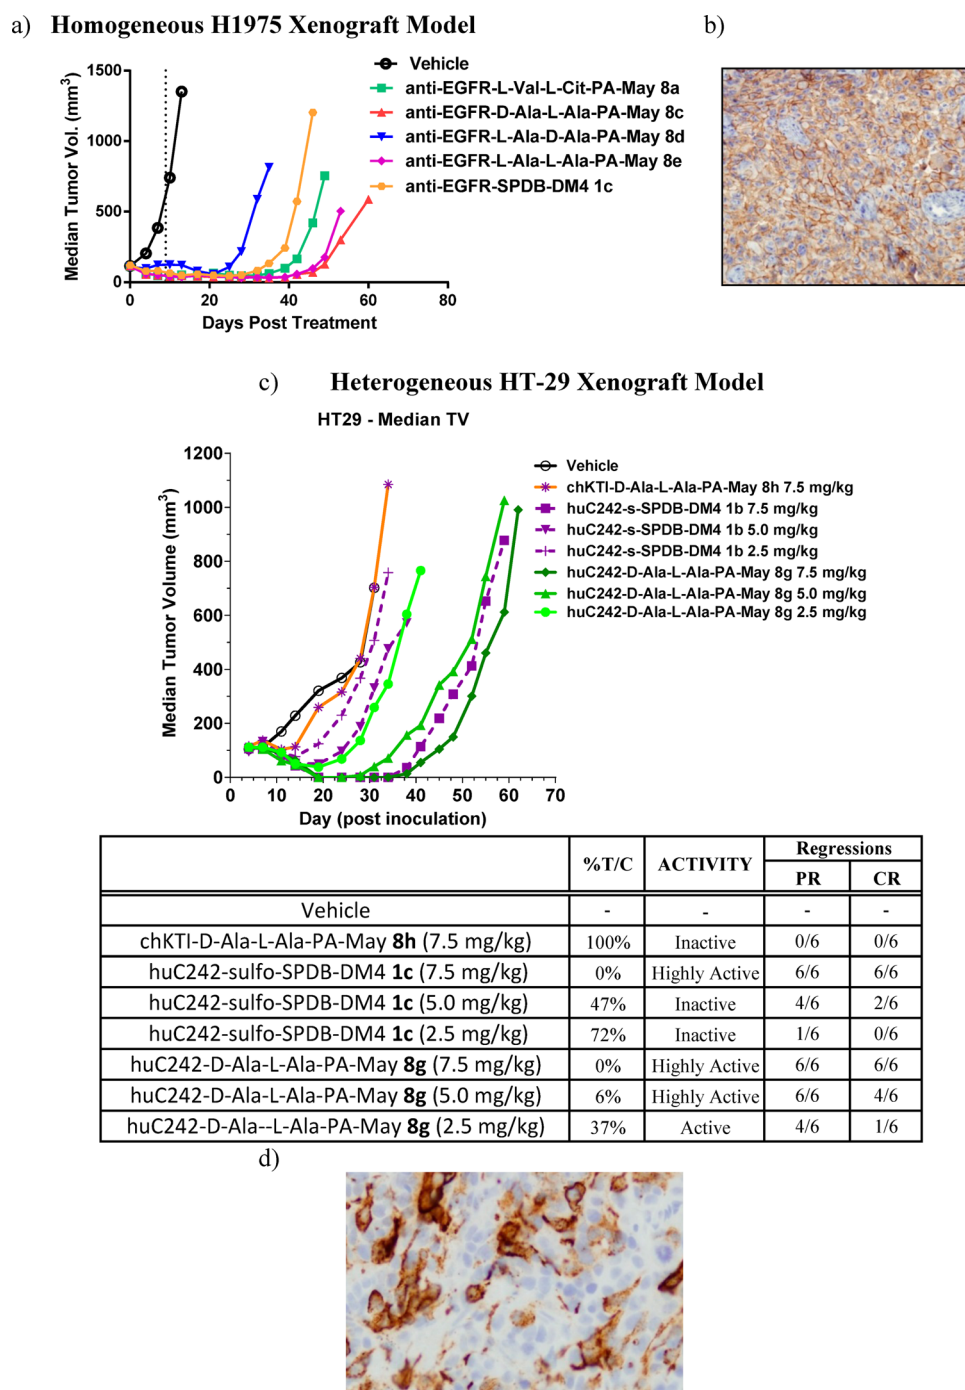 a) Homogeneous H1975 Xenograft Model
b)
1500
1000
500
0
Median Tumor Vol. (mm³)
0 20 40 60 80
Days Post Treatment
Vehicle
anti-EGFR-L-Val-L-Cit-PA-May 8a
anti-EGFR-D-Ala-L-Ala-PA-May 8c
anti-EGFR-L-Ala-D-Ala-PA-May 8d
anti-EGFR-L-Ala-L-Ala-PA-May 8e
anti-EGFR-SPDB-DM4 1c
c) Heterogeneous HT-29 Xenograft Model
HT29 - Median TV
1200
1000
800
600
400
200
0
Median Tumor Volume (mm³)
0 10 20 30 40 50 60 70
Day (post inoculation)
Vehicle
chKTI-D-Ala-L-Ala-PA-May 8h 7.5 mg/kg
huC242-s-SPDB-DM4 1b 7.5 mg/kg
huC242-s-SPDB-DM4 1b 5.0 mg/kg
huC242-s-SPDB-DM4 1b 2.5 mg/kg
huC242-D-Ala-L-Ala-PA-May 8g 7.5 mg/kg
huC242-D-Ala-L-Ala-PA-May 8g 5.0 mg/kg
huC242-D-Ala-L-Ala-PA-May 8g 2.5 mg/kg
%T/C ACTIVITY Regressions
PR CR
Vehicle - - - -
chKTI-D-Ala-L-Ala-PA-May 8h (7.5 mg/kg) 100% Inactive 0/6 0/6
huC242-sulfo-SPDB-DM4 1c (7.5 mg/kg) 0% Highly Active 6/6 6/6
huC242-sulfo-SPDB-DM4 1c (5.0 mg/kg) 47% Inactive 4/6 2/6
huC242-sulfo-SPDB-DM4 1c (2.5 mg/kg) 72% Inactive 1/6 0/6
huC242-D-Ala-L-Ala-PA-May 8g (7.5 mg/kg) 0% Highly Active 6/6 6/6
huC242-D-Ala-L-Ala-PA-May 8g (5.0 mg/kg) 6% Highly Active 6/6 4/6
huC242-D-Ala--L-Ala-PA-May 8g (2.5 mg/kg) 37% Active 4/6 1/6
d)